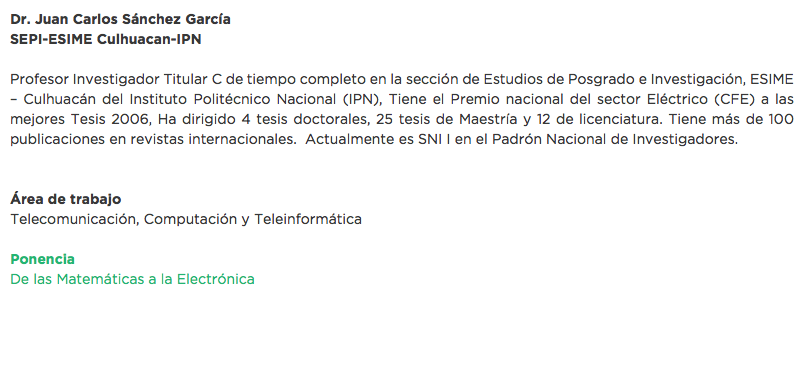 Dr. Juan Carlos Sánchez García
SEPI-ESIME Culhuacan-IPN
Profesor Investigador Titular C de tiempo completo en la sección de Estudios de Posgrado e Investigación, ESIME
– Culhuacán del Instituto Politécnico Nacional (IPN), Tiene el Premio nacional del sector Eléctrico (CFE) a las
mejores Tesis 2006, Ha dirigido 4 tesis doctorales, 25 tesis de Maestría y 12 de licenciatura. Tiene más de 100
publicaciones en revistas internacionales.  Actualmente es SNI I en el Padrón Nacional de Investigadores.
Área de trabajo
Telecomunicación, Computación y Teleinformática
Ponencia
De las Matemáticas a la Electrónica